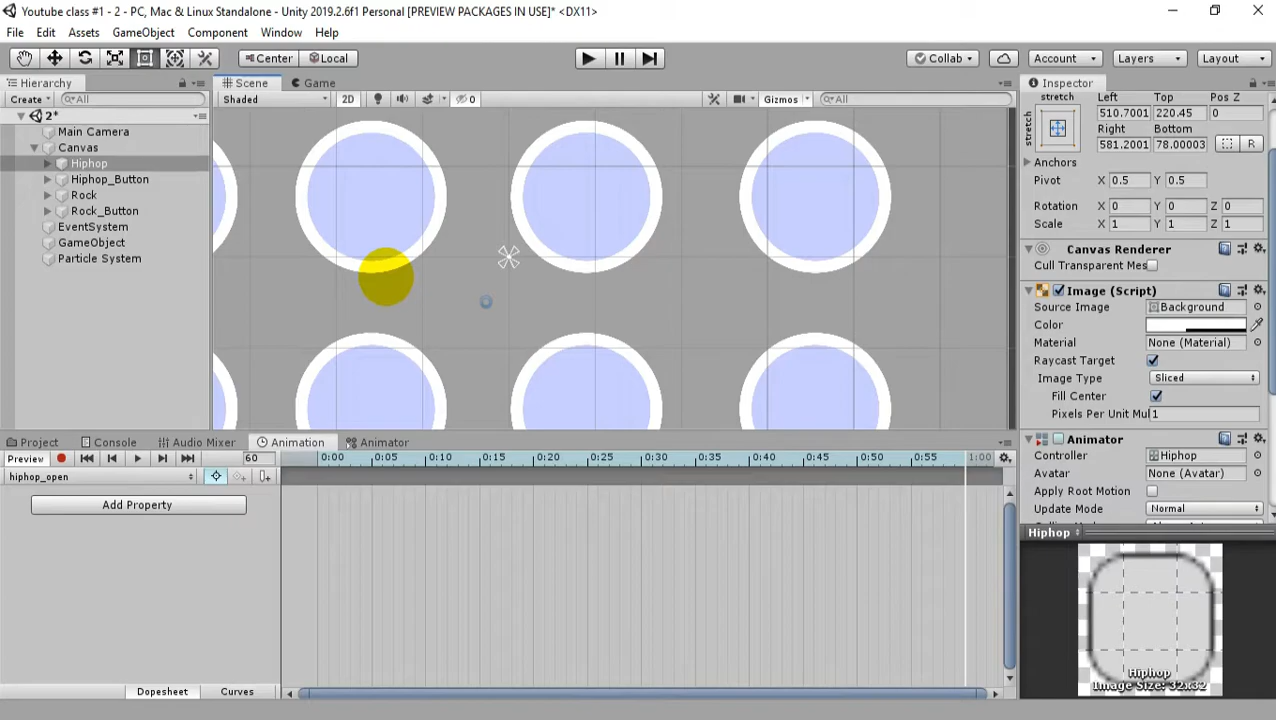 Youtube class #1 - 2 - PC, Mac & Linux Standalone - Unity 2019.2.6f1 Personal [PREVIEW PACKAGES IN USE]* <DX11>
File Edit Assets GameObject Component Window Help
Center Local Collab Account Layers Layout
Hierarchy Scene Game Inspector
Create All Shaded 2D 0 Gizmos All
stretch Left Top Pos Z
2* 510.7001 220.45 0
Main Camera stretch Right Bottom
Canvas 581.2001 78.00003 R
Hiphop Anchors
Hiphop_Button Pivot X 0.5 Y 0.5
Rock Rotation X 0 Y 0 Z 0
Rock_Button Scale X 1 Y 1 Z 1
EventSystem
GameObject Canvas Renderer
Particle System Cull Transparent Mes
Image (Script)
Source Image Background
Color
Material None (Material)
Raycast Target
Image Type Sliced
Fill Center
Pixels Per Unit Mul 1
Project Console Audio Mixer Animation Animator Animator
Preview 60 0:00 0:05 0:10 0:15 0:20 0:25 0:30 0:35 0:40 0:45 0:50 0:55 1:00 Controller Hiphop
hiphop_open Avatar None (Avatar)
Add Property Apply Root Motion
Update Mode Normal
Hiphop
Hiphop
Image Size: 32x32
Dopesheet Curves